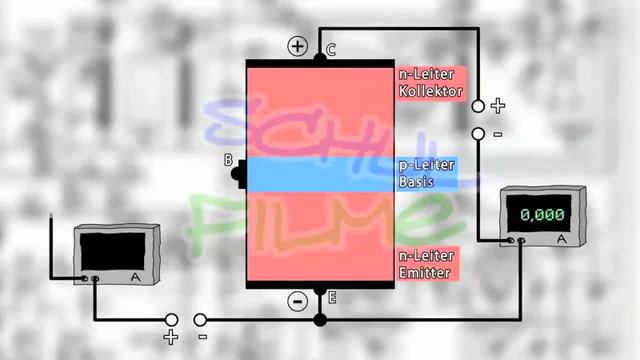 +
C
n-Leiter
Kollektor
+
-
B
p-Leiter
Basis
SCHUL
FILME
0,000
A
n-Leiter
Emitter
A
-
E
+
-